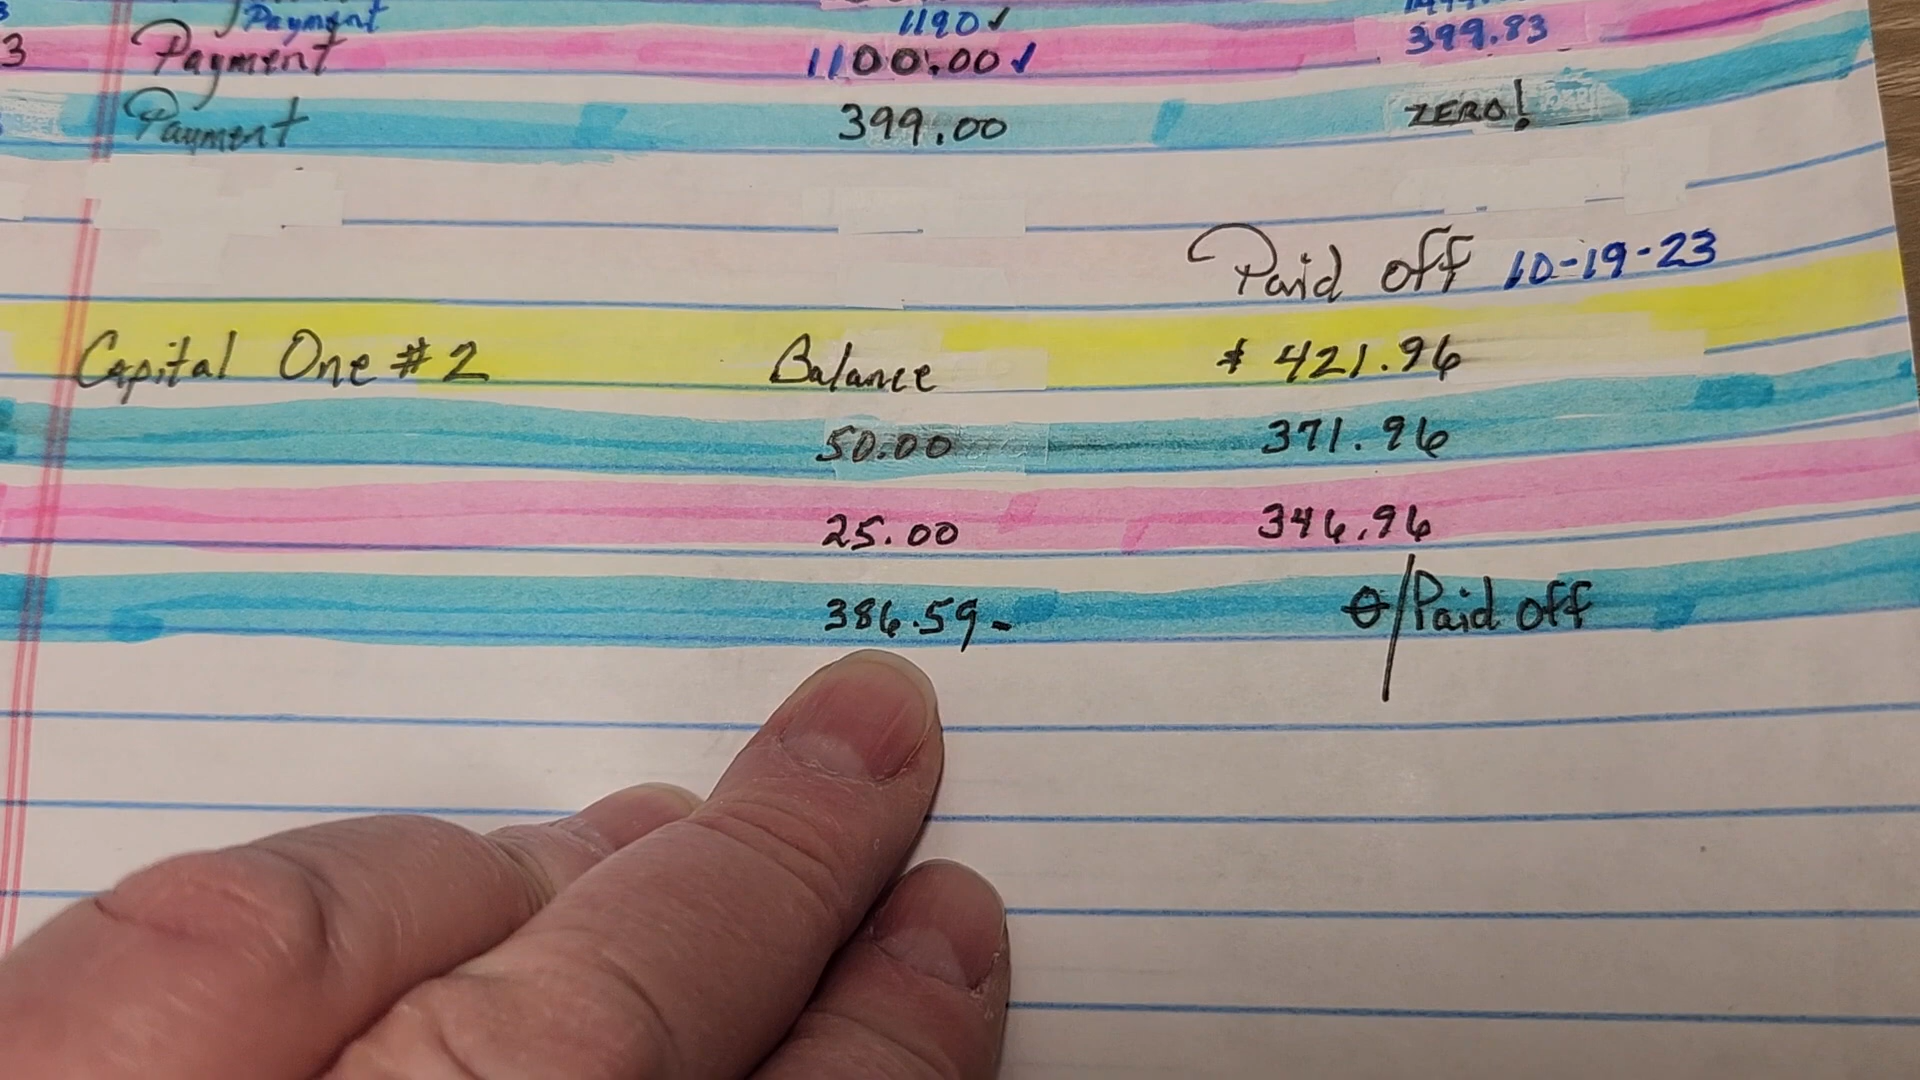 Payment 1190✓
3 Payment 1100.00✓ 399.83
Payment 399.00 ZERO!
Paid off 10-19-23
Capital One #2 Balance $ 421.96
50.00 371.96
25.00 346.96
386.59- 0/Paid off